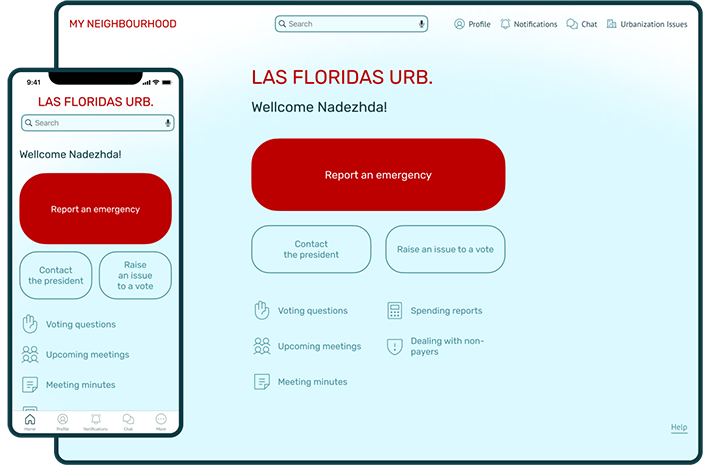 MY NEIGHBOURHOOD
Search
Profile
Notifications
Chat
Urbanization Issues
LAS FLORIDAS URB.
Wellcome Nadezhda!
Report an emergency
Contact
the president
Raise an issue to a vote
Voting questions
Spending reports
Upcoming meetings
Dealing with non-
payers
Meeting minutes
Help
9:41
LAS FLORIDAS URB.
Search
Wellcome Nadezhda!
Report an emergency
Contact
the president
Raise
an issue
to a vote
Voting questions
Upcoming meetings
Meeting minutes
Home
Profile
Notifications
Chat
More